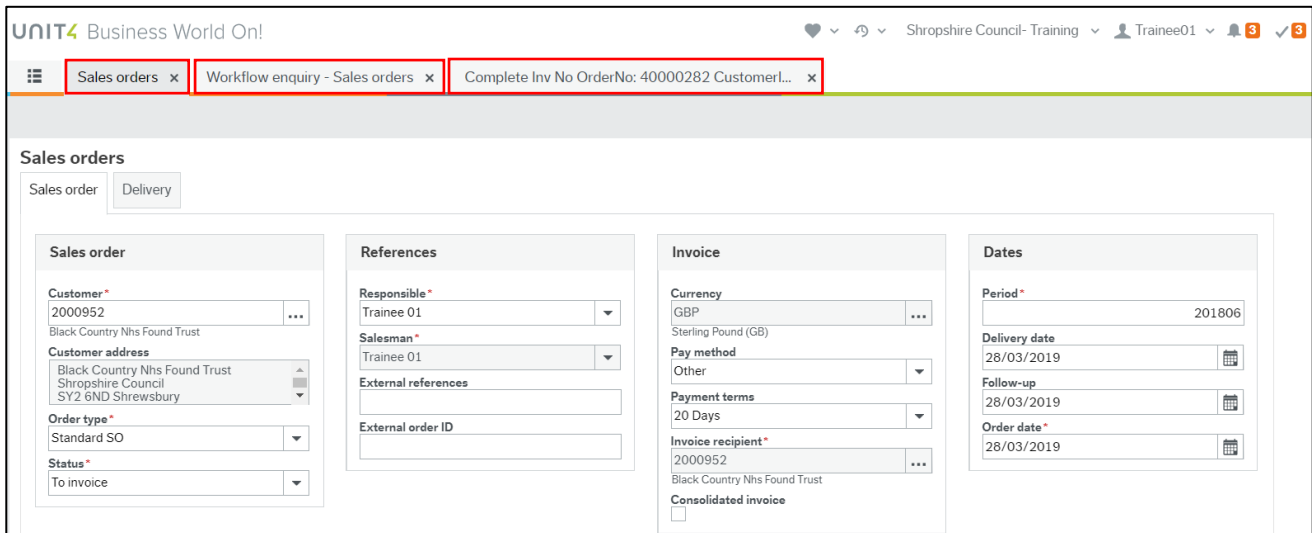 UNIT4 Business World On!
Shropshire Council- Training
Trainee01
3
3
Sales orders x
Workflow enquiry - Sales orders x
Complete Inv No OrderNo: 40000282 CustomerI... x
Sales orders
Sales order
Delivery
Sales order
Customer*
2000952
...
Black Country Nhs Found Trust
Customer address
Black Country Nhs Found Trust
Shropshire Council
SY2 6ND Shrewsbury
Order type*
Standard SO
Status*
To invoice
References
Responsible*
Trainee 01
Salesman*
Trainee 01
External references
External order ID
Invoice
Currency
GBP
...
Sterling Pound (GB)
Pay method
Other
Payment terms
20 Days
Invoice recipient*
2000952
...
Black Country Nhs Found Trust
Consolidated invoice
Dates
Period*
201806
Delivery date
28/03/2019
Follow-up
28/03/2019
Order date*
28/03/2019